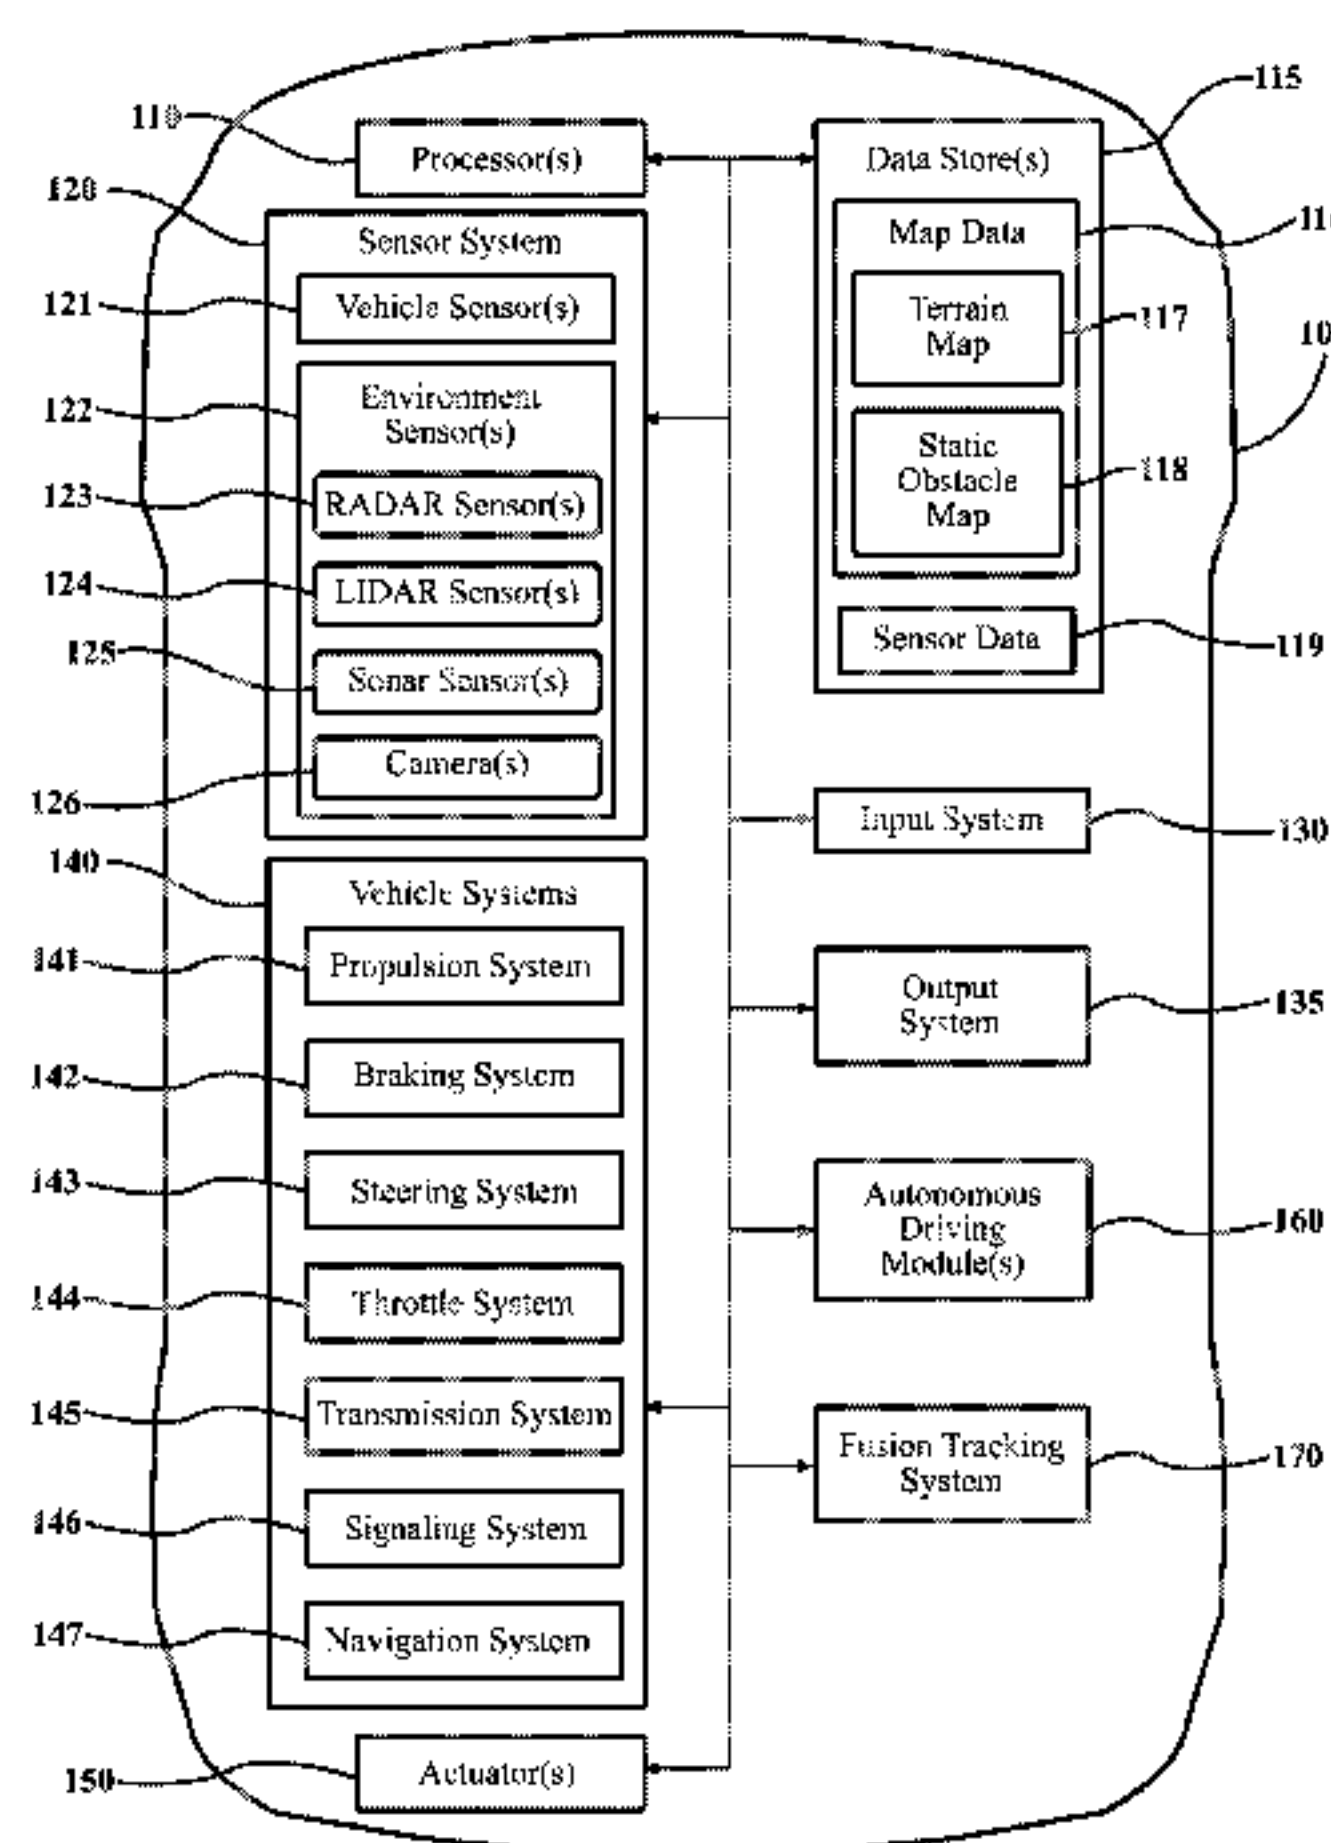 110
Processor(s)
120
Sensor System
121
Vehicle Sensor(s)
122
Environment
Sensor(s)
123
RADAR Sensor(s)
124
LIDAR Sensor(s)
125
Sonar Sensor(s)
126
Camera(s)
140
Vehicle Systems
141
Propulsion System
142
Braking System
143
Steering System
144
Throttle System
145
Transmission System
146
Signaling System
147
Navigation System
150
Actuator(s)
115
Data Store(s)
Map Data
Terrain
Map
117
10
Static
Obstacle
Map
118
Sensor Data
119
Input System
130
Output
System
135
Autonomous
Driving
Module(s)
160
Fusion Tracking
System
170